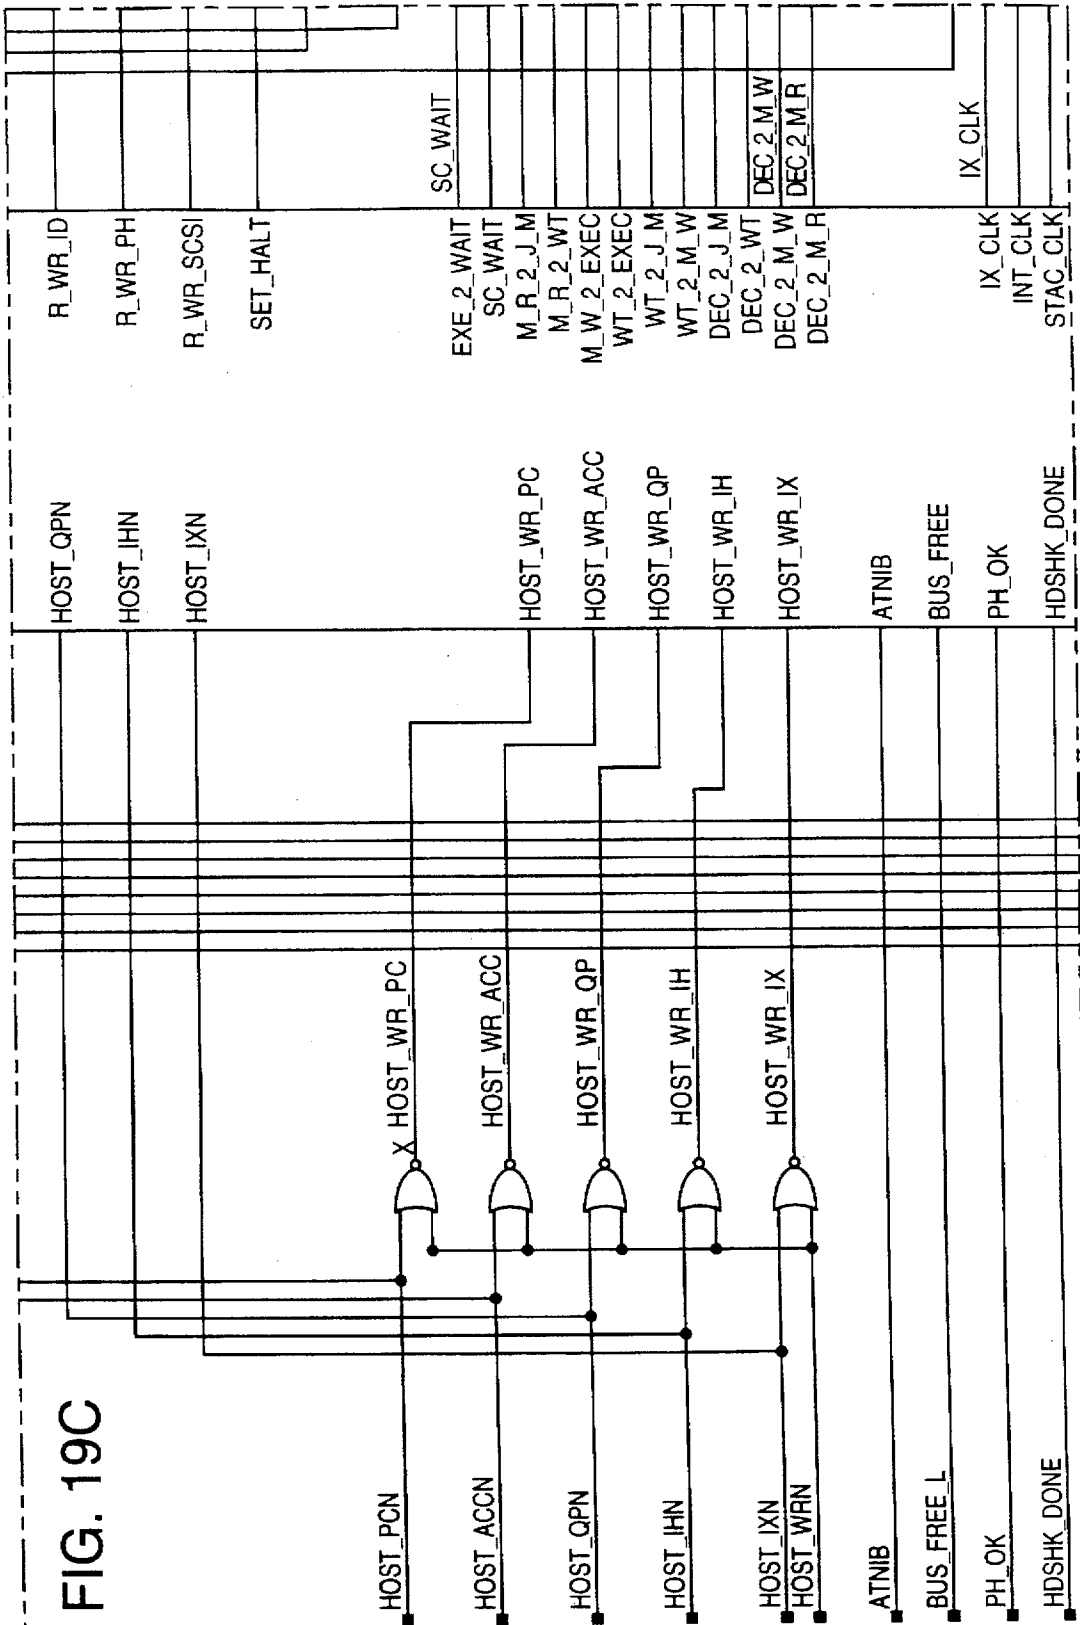 FIG. 19C
HOST_PCN
HOST_ACCN
HOST_QPN
HOST_IHN
HOST_IXN
HOST_WRN
ATNIB
BUS_FREE_L
PH_OK
HDSHK_DONE
X HOST_WR_PC
HOST_WR_ACC
HOST_WR_QP
HOST_WR_IH
HOST_WR_IX
HOST_QPN
HOST_IHN
HOST_IXN
HOST_WR_PC
HOST_WR_ACC
HOST_WR_QP
HOST_WR_IH
HOST_WR_IX
ATNIB
BUS_FREE
PH_OK
HDSHK_DONE
R_WR_ID
R_WR_PH
R_WR_SCSI
SET_HALT
EXE_2_WAIT
SC_WAIT
M_R_2_J_M
M_R_2_WT
M_W_2_EXEC
WT_2_EXEC
WT_2_J_M
WT_2_M_W
DEC_2_J_M
DEC_2_WT
DEC_2_M_W
DEC_2_M_R
IX_CLK
INT_CLK
STAC_CLK
SC_WAIT
DEC_2_M_W
DEC_2_M_R
IX_CLK